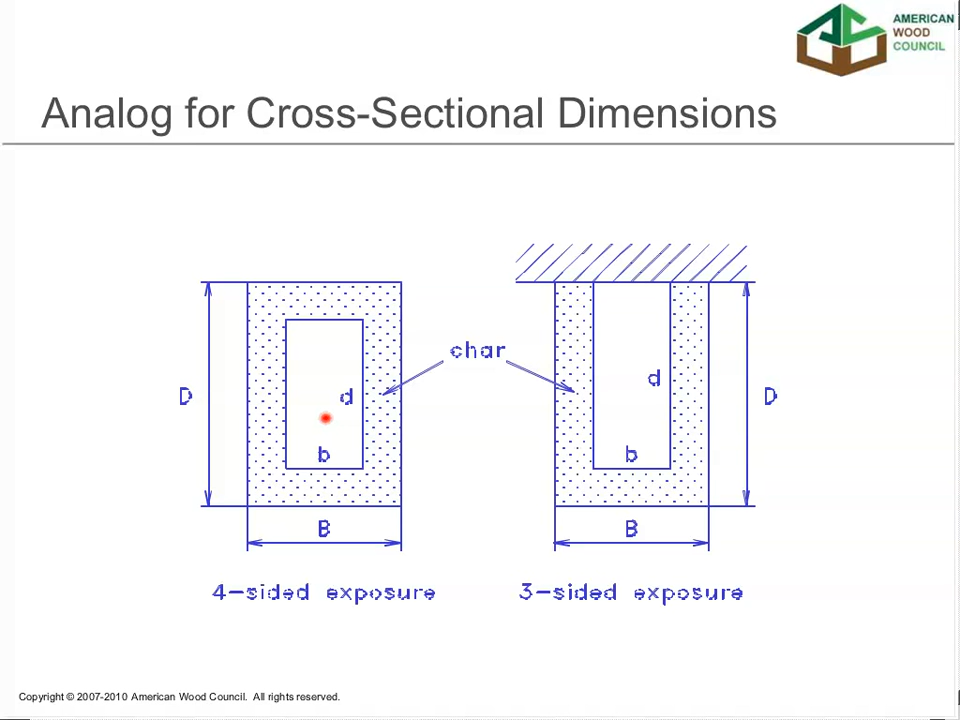 AMERICAN
WOOD
COUNCIL
Analog for Cross-Sectional Dimensions
char
D
d
b
B
d
b
D
B
4-sided exposure
3-sided exposure
Copyright © 2007-2010 American Wood Council. All rights reserved.